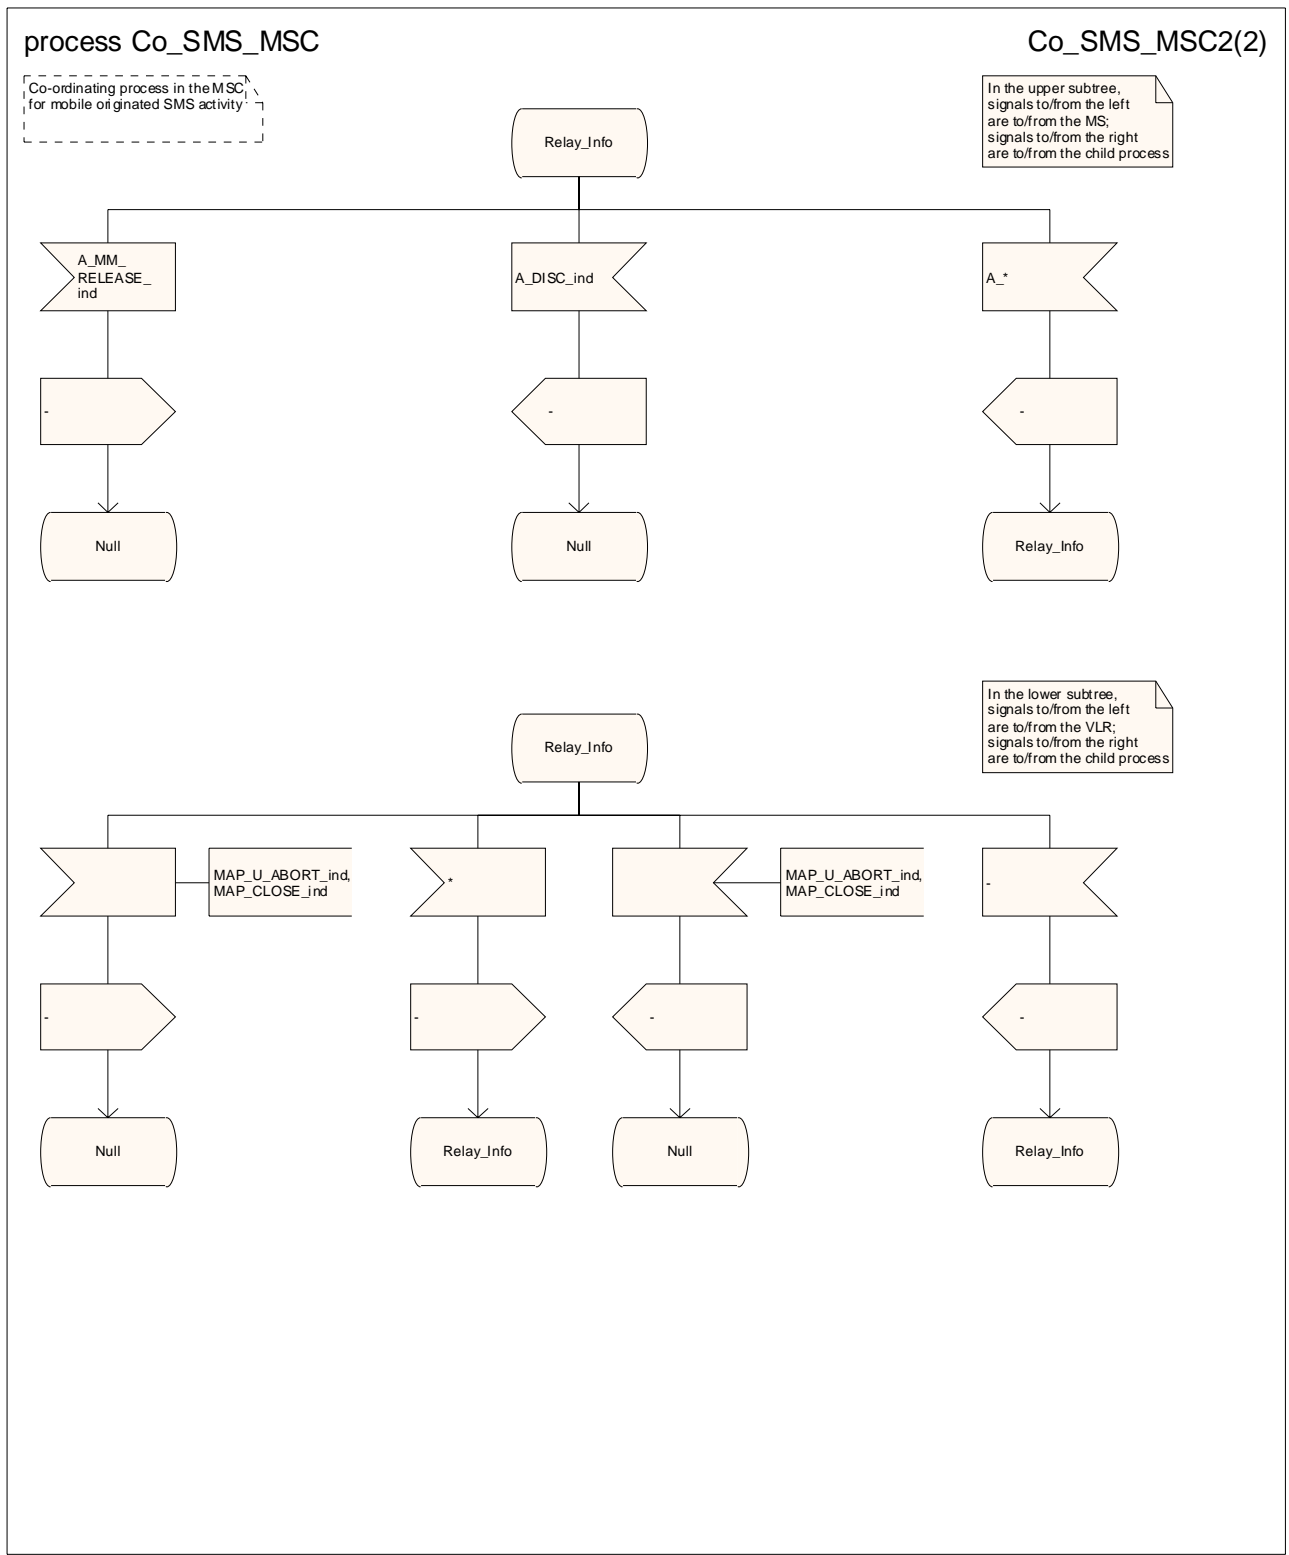 process Co_SMS_MSC
Co_SMS_MSC2(2)
Co-ordinating process in the MSC
for mobile originated SMS activity
In the upper subtree,
signals to/from the left
are to/from the MS;
signals to/from the right
are to/from the child process
Relay_Info
A_MM_
RELEASE_
ind
A_DISC_ind
A_*
-
-
-
Null
Null
Relay_Info
In the lower subtree,
signals to/from the left
are to/from the VLR;
signals to/from the right
are to/from the child process
Relay_Info
MAP_U_ABORT_ind,
MAP_CLOSE_ind
*
MAP_U_ABORT_ind,
MAP_CLOSE_ind
-
-
-
-
-
Null
Relay_Info
Null
Relay_Info